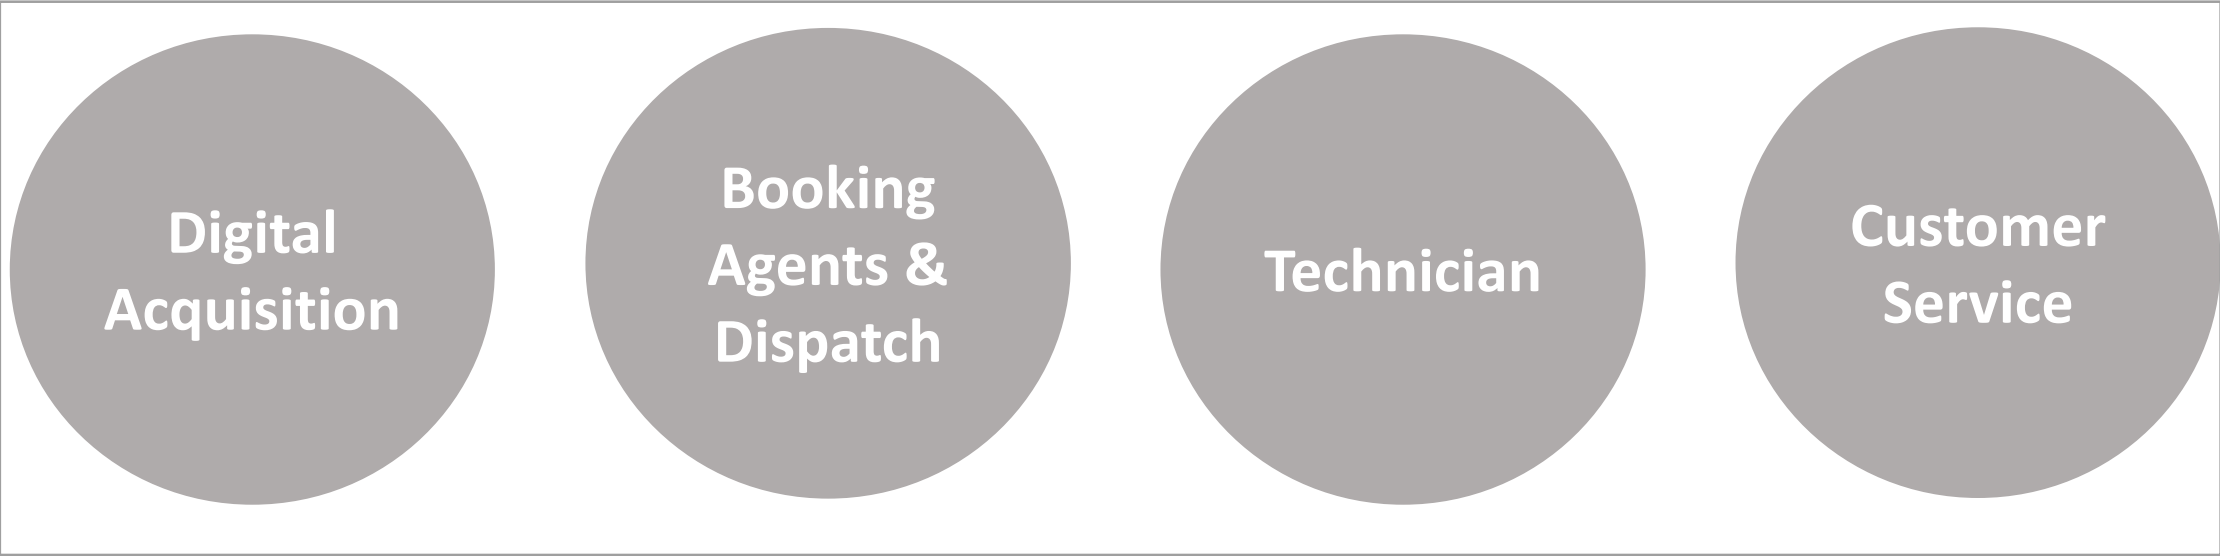 Digital
Acquisition
Booking
Agents &
Dispatch
Technician
Customer
Service